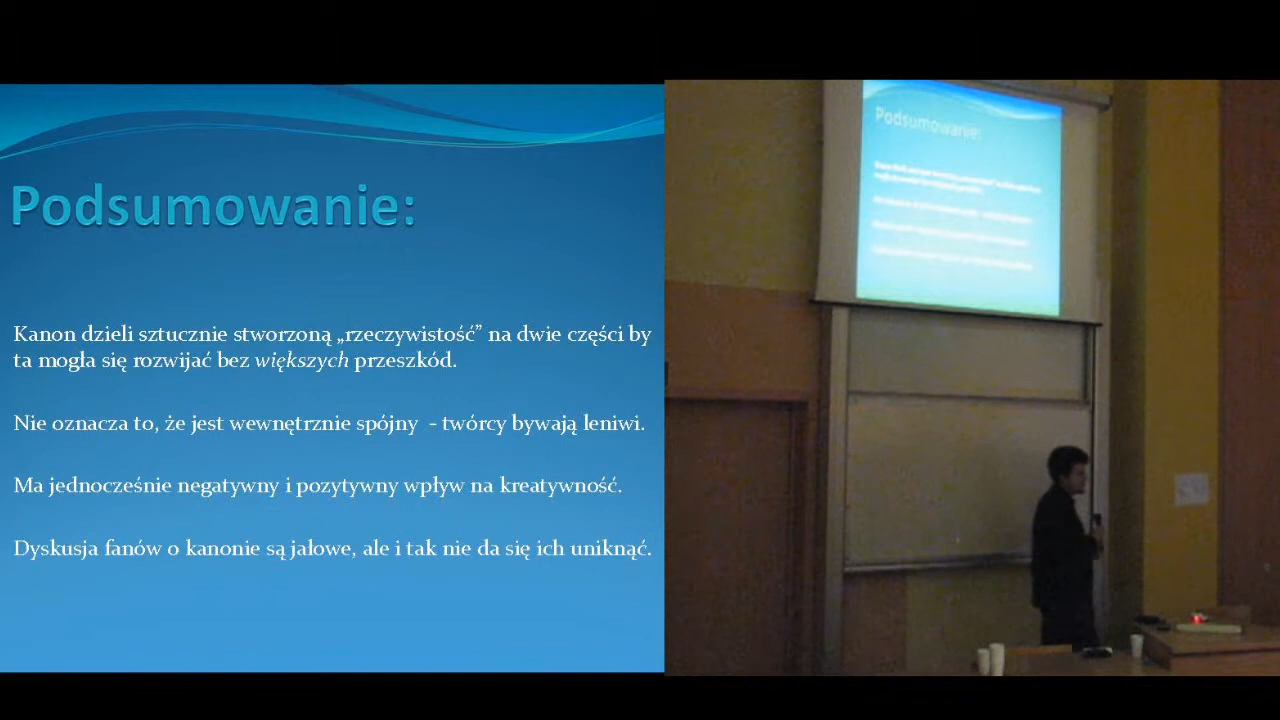 Podsumowanie:
Kanon dzieli sztucznie stworzoną „rzeczywistość” na dwie części by
ta mogła się rozwijać bez większych przeszkód.
Nie oznacza to, że jest wewnętrznie spójny - twórcy bywają leniwi.
Ma jednocześnie negatywny i pozytywny wpływ na kreatywność.
Dyskusja fanów o kanonie są jałowe, ale i tak nie da się ich uniknąć.
Podsumowanie: